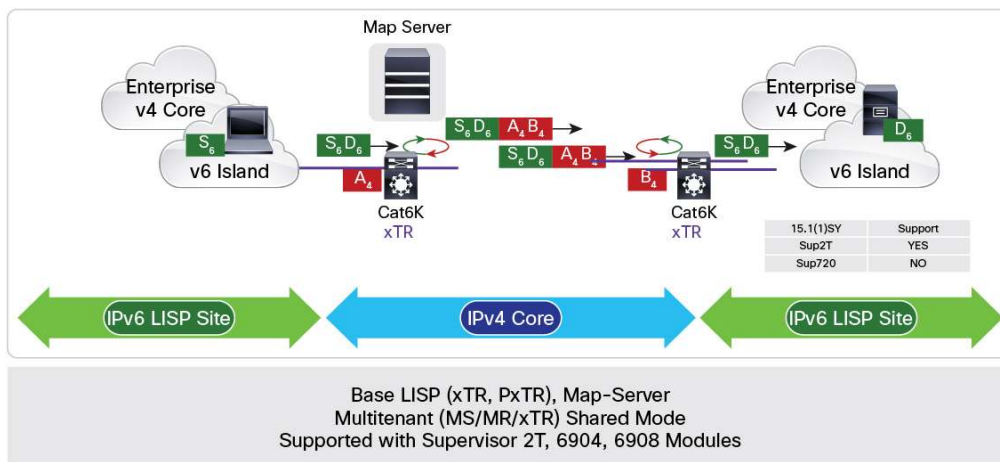 Map Server
Enterprise
v4 Core
S6
v6 Island
S6D6
A4
Cat6K
xTR
S6D6 A4B4
S6D6 A4B
B4
Cat6K
xTR
S6D6
Enterprise
v4 Core
D6
v6 Island
15.1(1)SY Support
Sup2T YES
Sup720 NO
IPv6 LISP Site
IPv4 Core
IPv6 LISP Site
Base LISP (xTR, PxTR), Map-Server
Multitenant (MS/MR/xTR) Shared Mode
Supported with Supervisor 2T, 6904, 6908 Modules